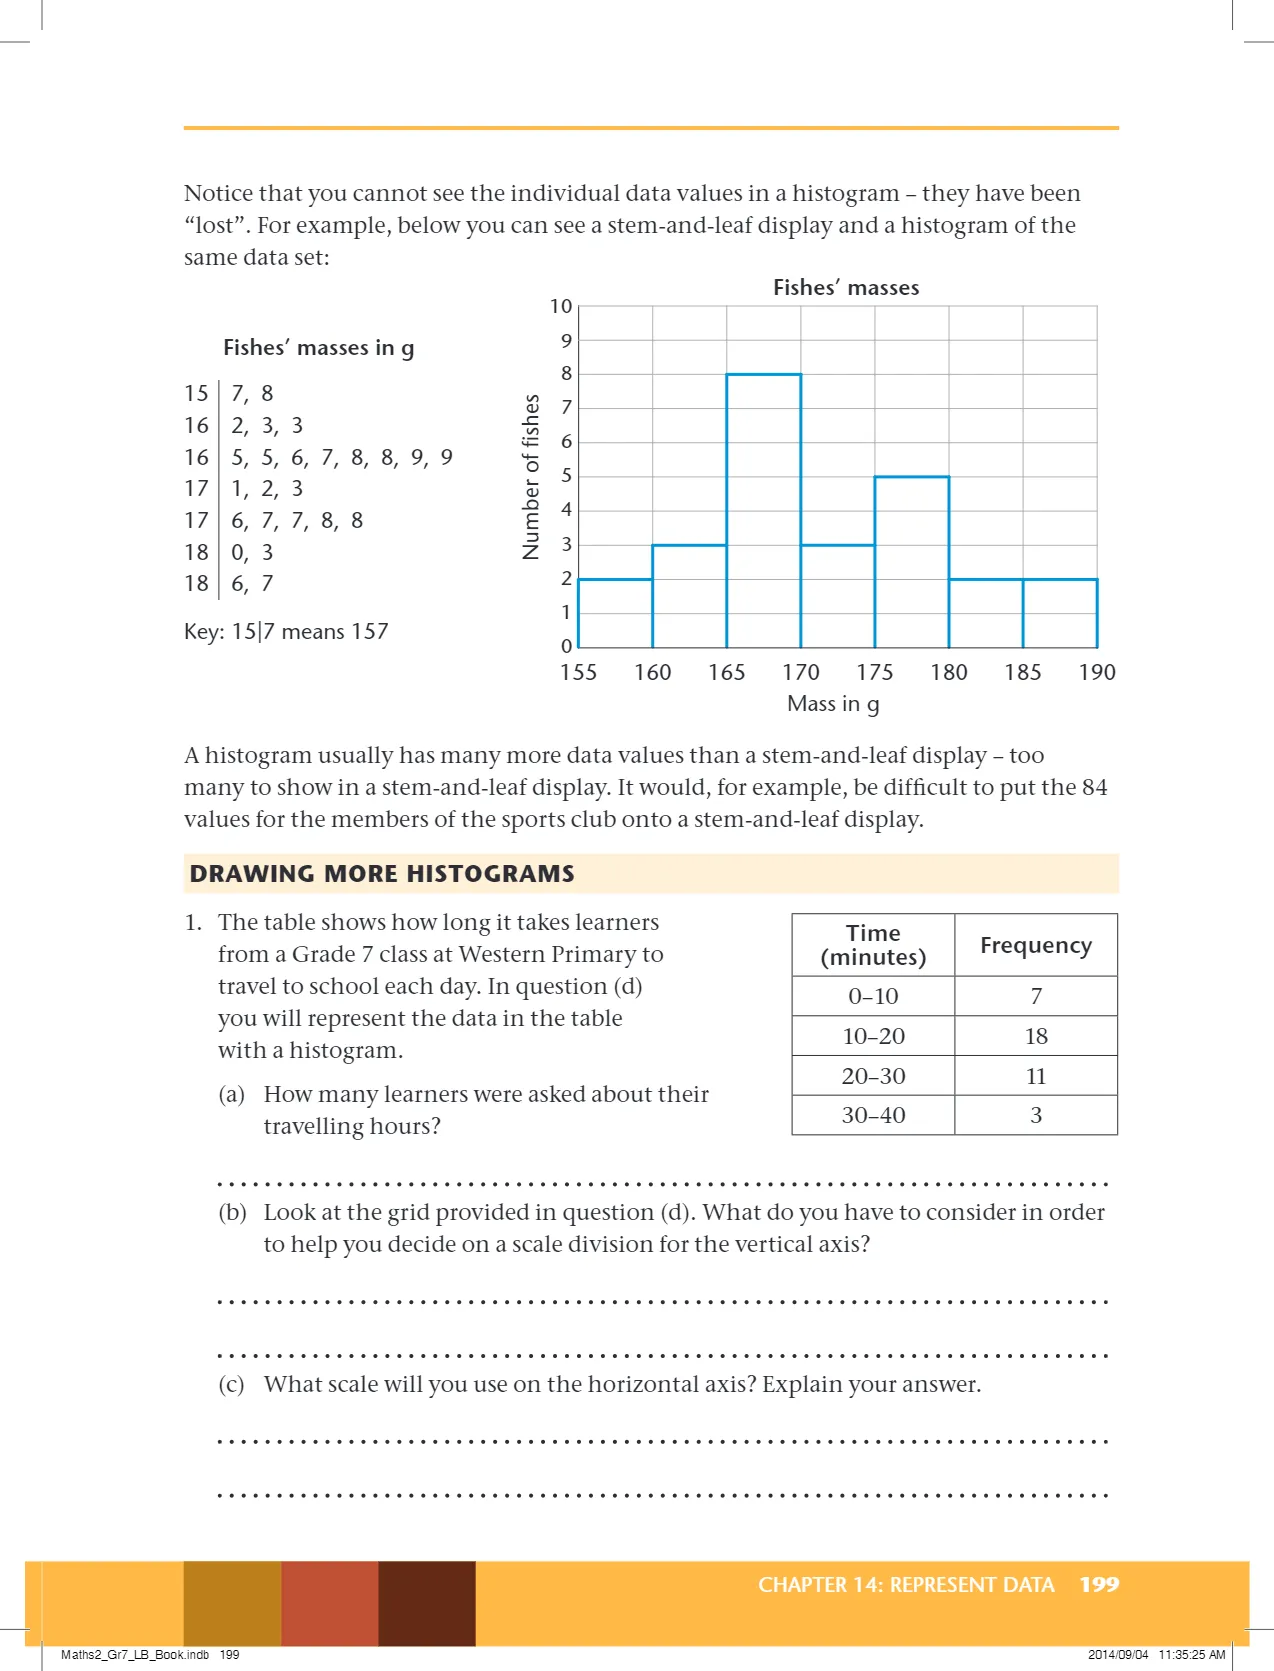 Notice that you cannot see the individual data values in a histogram – they have been
“lost”. For example, below you can see a stem-and-leaf display and a histogram of the
same data set:
Fishes’ masses in g
15 | 7, 8
16 | 2, 3, 3
16 | 5, 5, 6, 7, 8, 8, 9, 9
17 | 1, 2, 3
17 | 6, 7, 7, 8, 8
18 | 0, 3
18 | 6, 7
Key: 15|7 means 157
Fishes’ masses
Number of fishes
10
9
8
7
6
5
4
3
2
1
0
155 160 165 170 175 180 185 190
Mass in g
A histogram usually has many more data values than a stem-and-leaf display – too
many to show in a stem-and-leaf display. It would, for example, be difficult to put the 84
values for the members of the sports club onto a stem-and-leaf display.
DRAWING MORE HISTOGRAMS
1. The table shows how long it takes learners
from a Grade 7 class at Western Primary to
travel to school each day. In question (d)
you will represent the data in the table
with a histogram.
(a) How many learners were asked about their
travelling hours?
Time
(minutes)
Frequency
0–10 7
10–20 18
20–30 11
30–40 3
(b) Look at the grid provided in question (d). What do you have to consider in order
to help you decide on a scale division for the vertical axis?
(c) What scale will you use on the horizontal axis? Explain your answer.
CHAPTER 14: REPRESENT DATA 199
Maths2_Gr7_LB_Book.indb 199
2014/09/04 11:35:25 AM